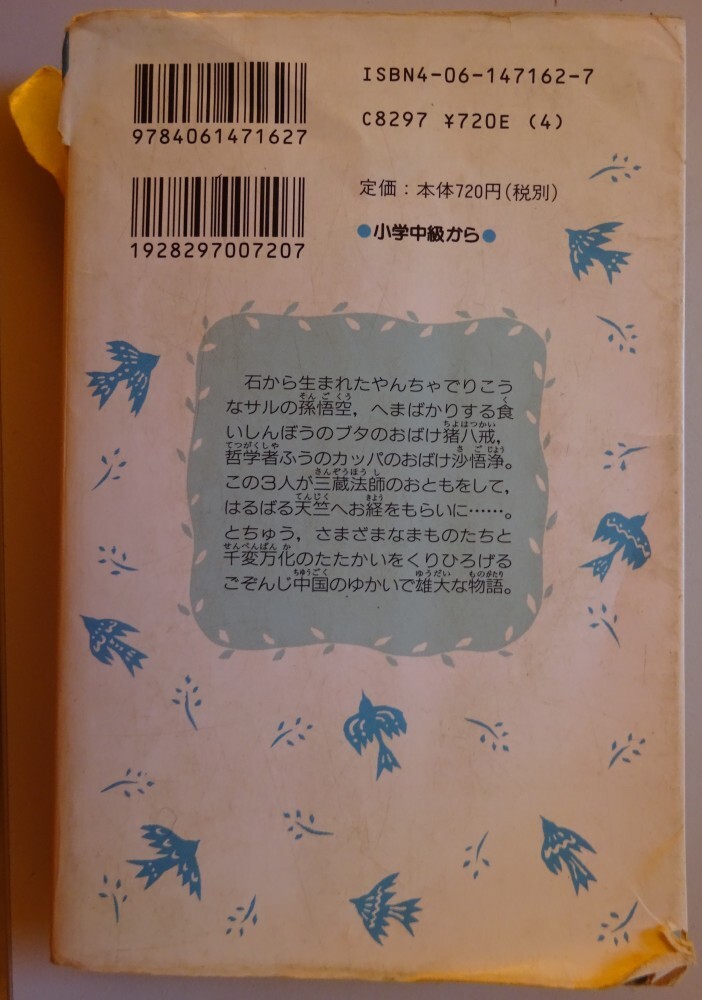 ISBN4-06-147162-7
9784061471627
C8297 ¥720E (4)
定価：本体720円(税別)
1928297007207
●小学中級から●
石から生まれたやんちゃでりこう
なサルの孫悟空，へまばかりする食
いしんぼうのブタのおばけ猪八戒，
哲学者ふうのカッパのおばけ沙悟浄。
この3人が三蔵法師のおともをして，
はるばる天竺へお経をもらいに……。
とちゅう，さまざまなまものたちと
千変万化のたたかいをくりひろげる
ごぞんじ中国のゆかいで雄大な物語。